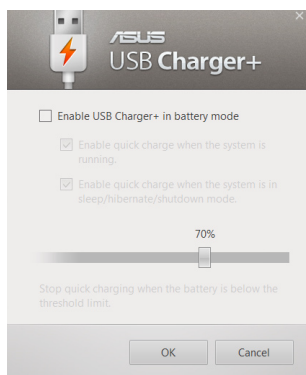 ASUS
USB Charger+
Enable USB Charger+ in battery mode
Enable quick charge when the system is
running.
Enable quick charge when the system is in
sleep/hibernate/shutdown mode.
70%
Stop quick charging when the battery is below the
threshold limit.
OK
Cancel